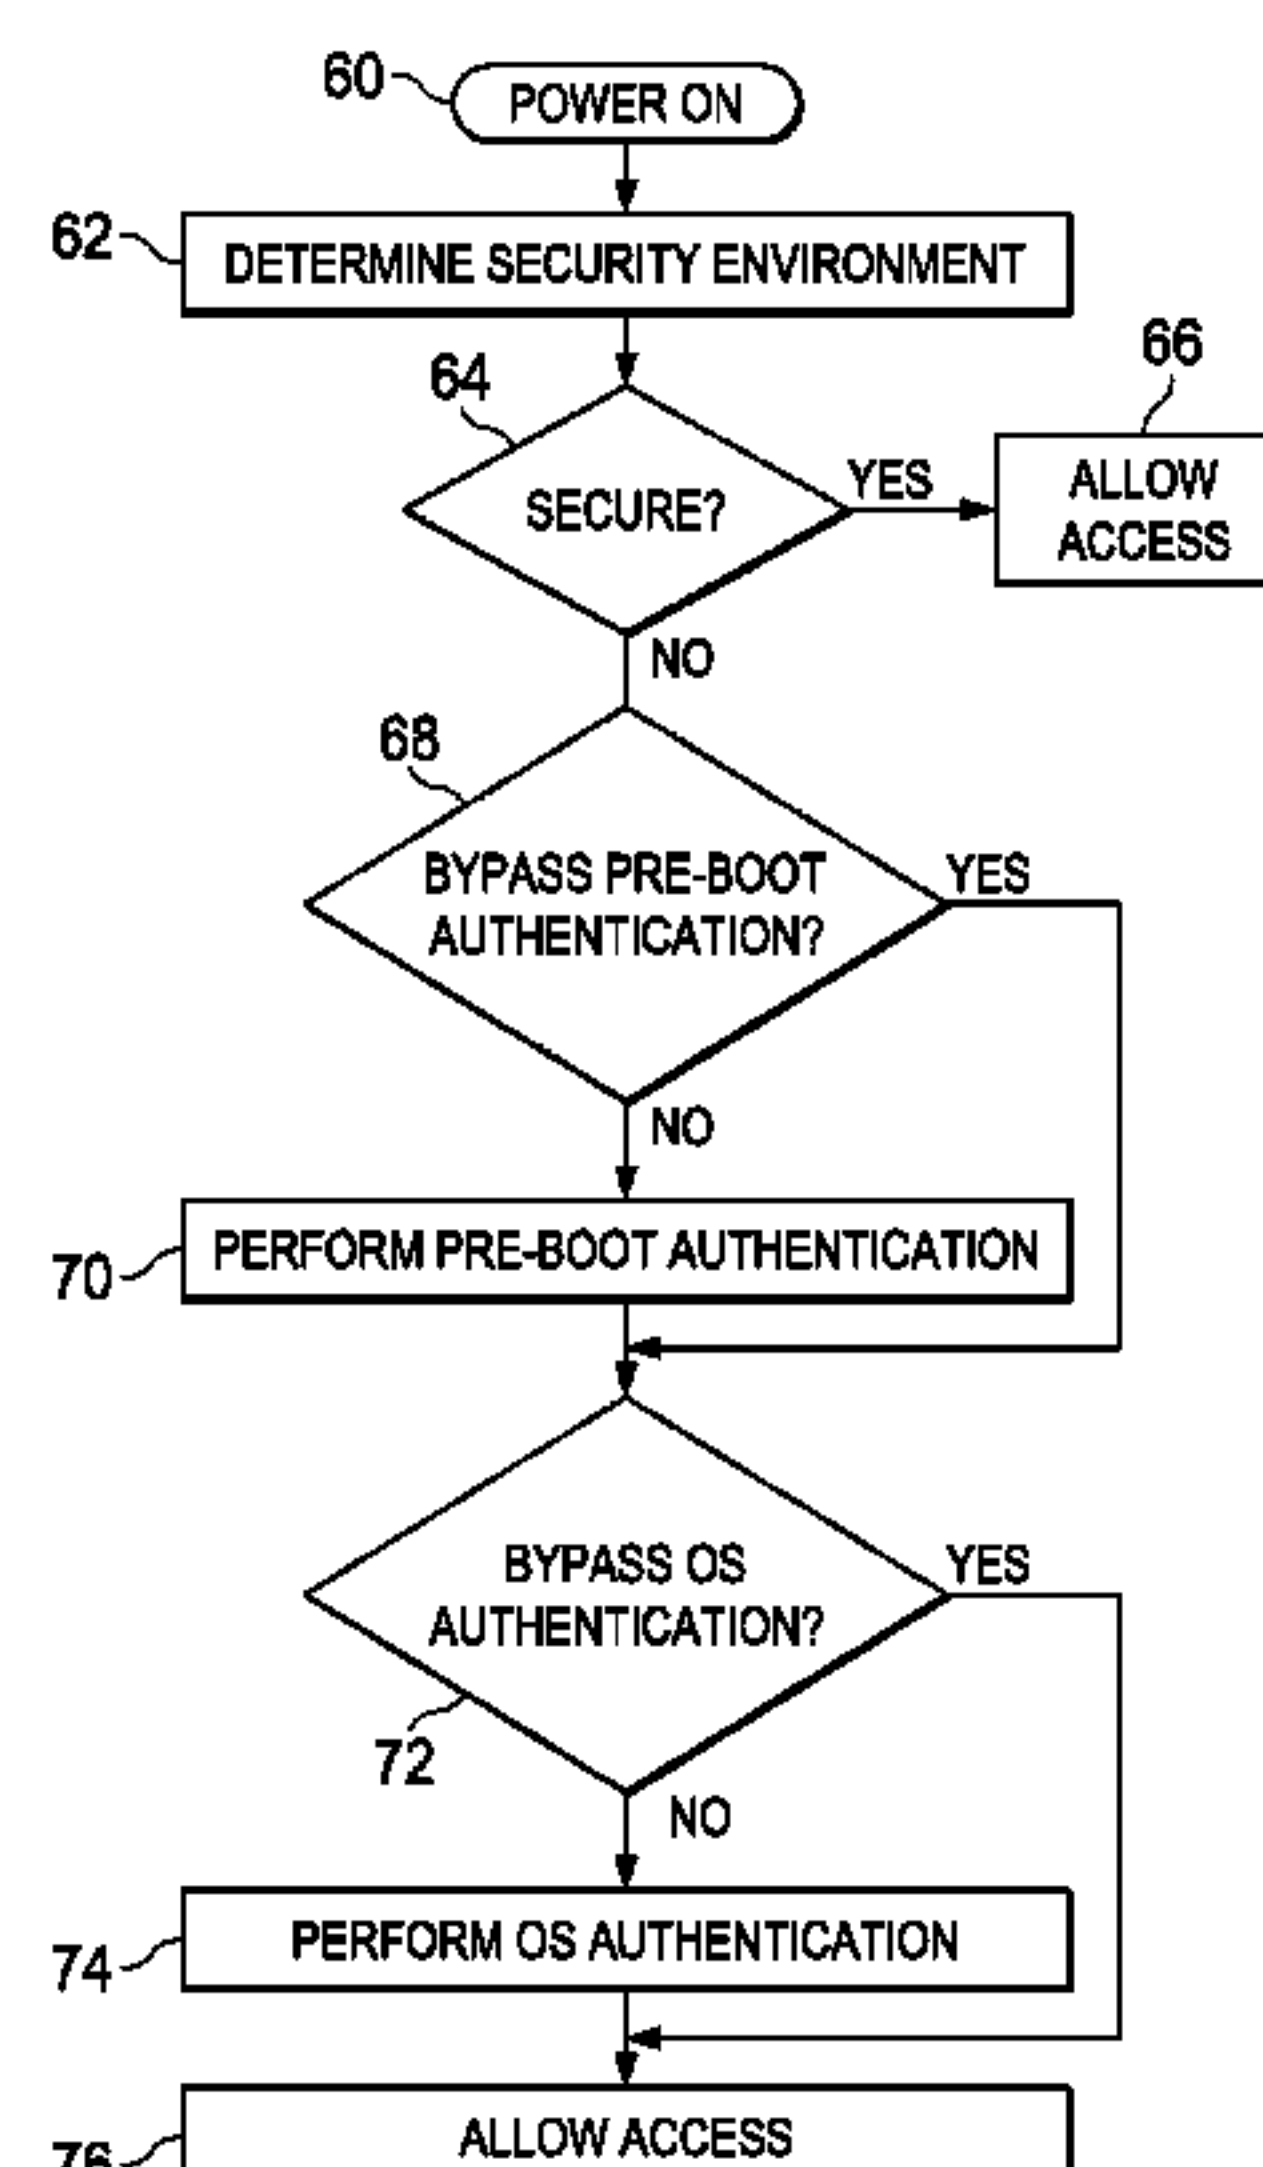 60
POWER ON
62
DETERMINE SECURITY ENVIRONMENT
64
66
SECURE?
YES
ALLOW
ACCESS
NO
68
BYPASS PRE-BOOT
AUTHENTICATION?
YES
NO
70
PERFORM PRE-BOOT AUTHENTICATION
BYPASS OS
AUTHENTICATION?
YES
72
NO
74
PERFORM OS AUTHENTICATION
76
ALLOW ACCESS